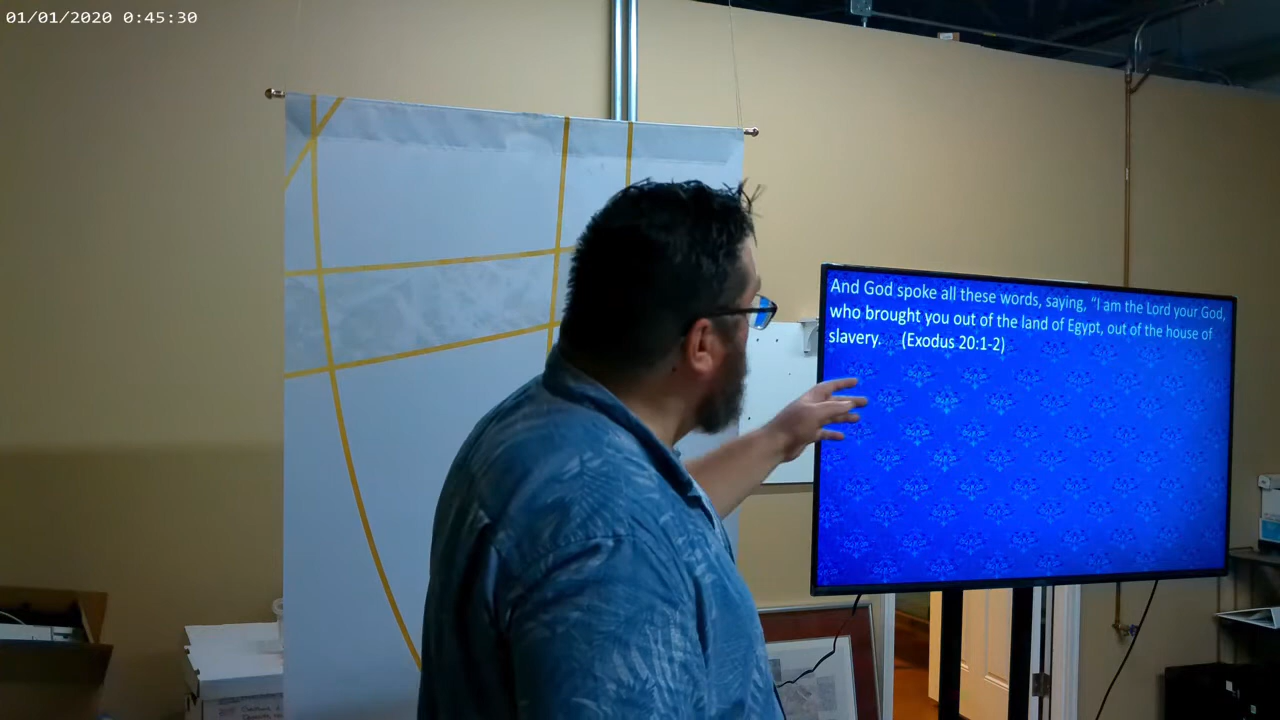 01/01/2020 0:45:30
And God spoke all these words, saying, “I am the Lord your God,
who brought you out of the land of Egypt, out of the house of
slavery. (Exodus 20:1-2)